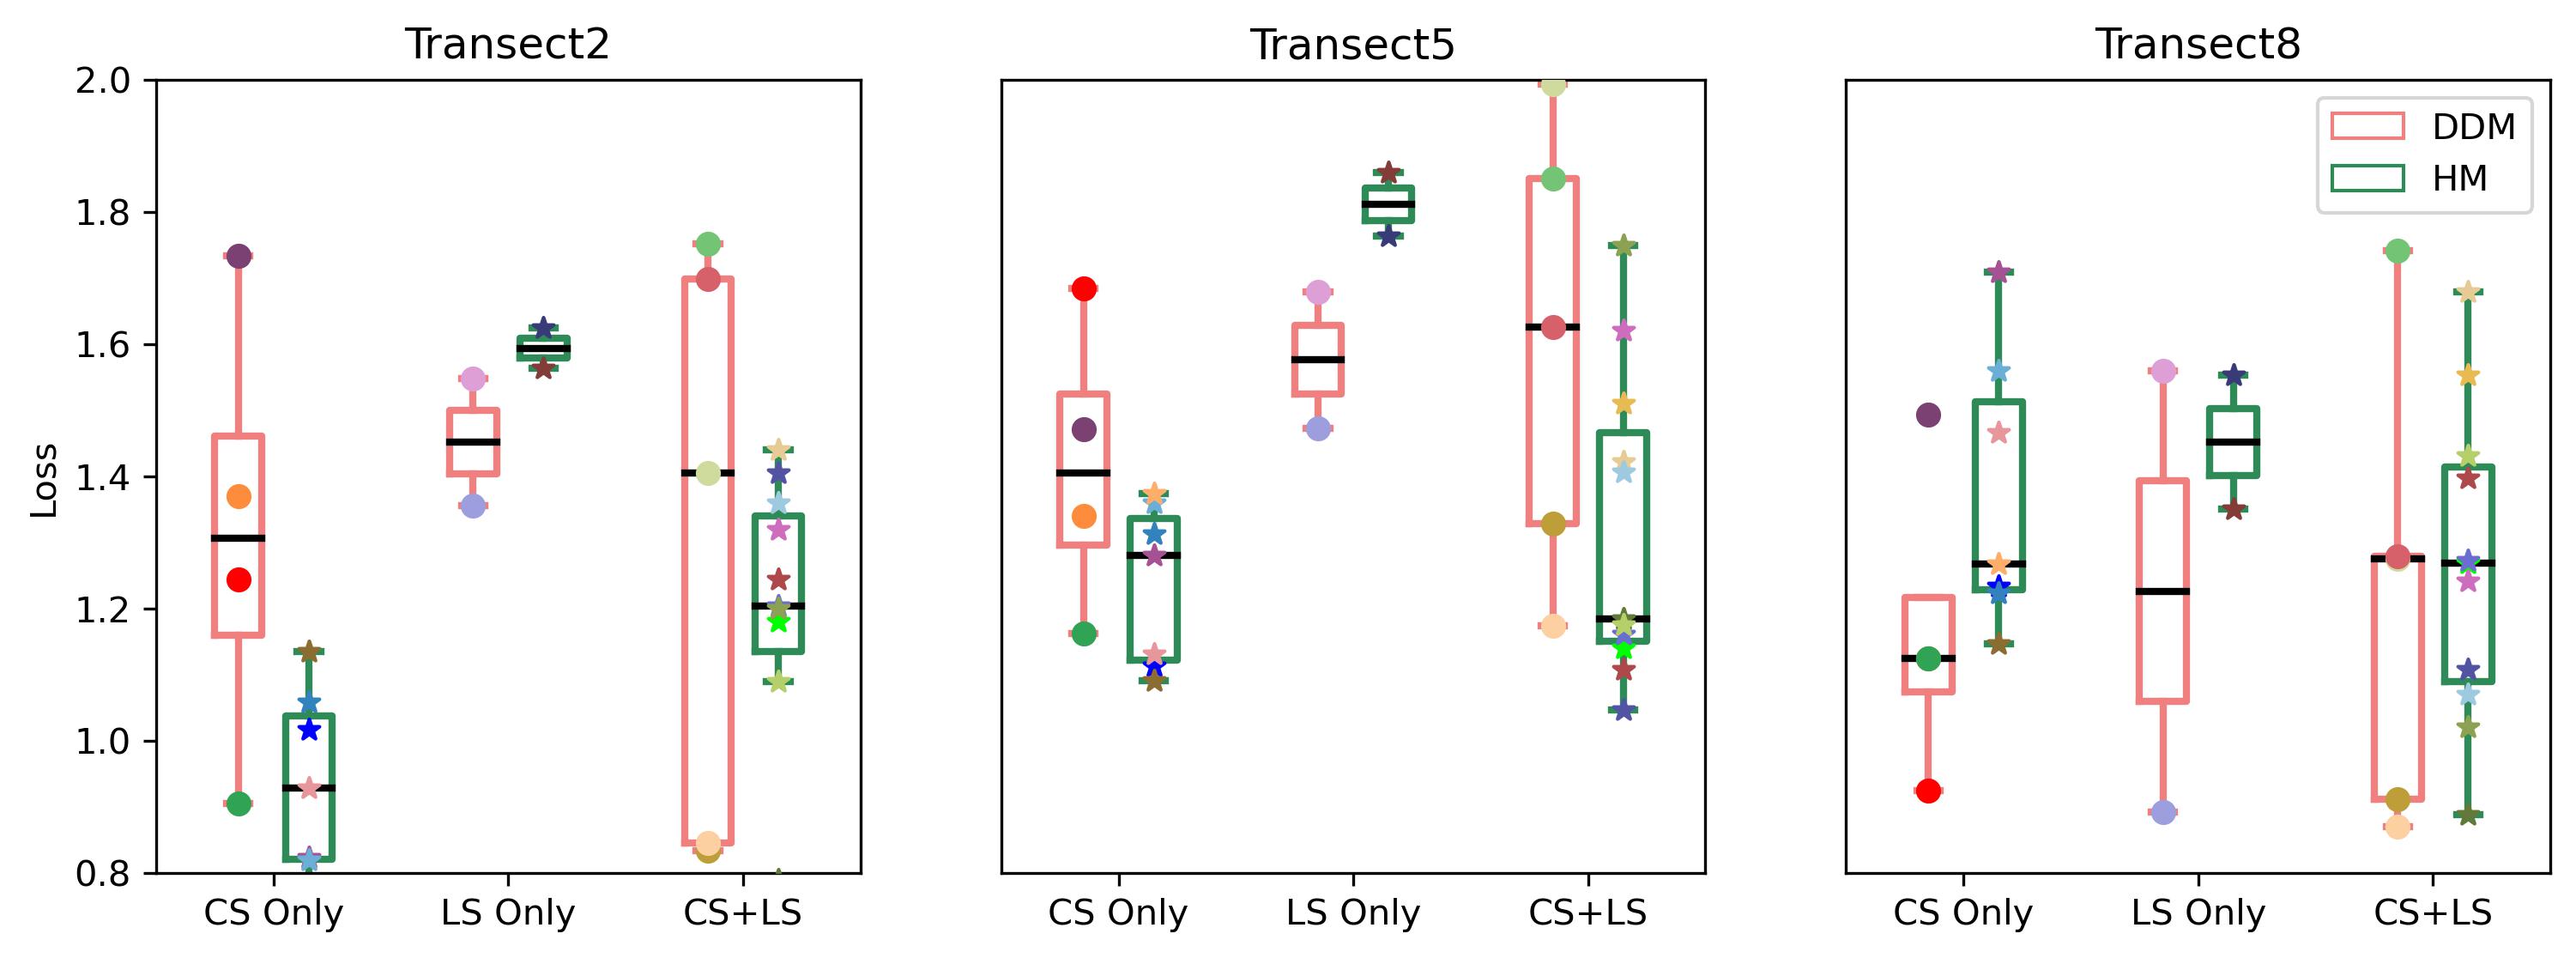 Transect2
Transect5
Transect8
Loss
2.0
1.8
1.6
1.4
1.2
1.0
0.8
DDM
HM
CS Only
LS Only
CS+LS
CS Only
LS Only
CS+LS
CS Only
LS Only
CS+LS